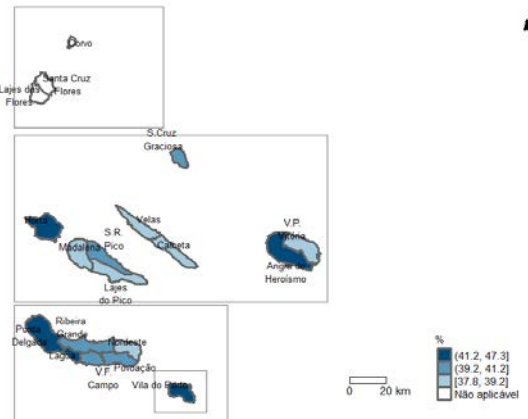 Corvo
Santa Cruz
Flores
Lajes das
Flores
S.Cruz
Graciosa
Horta
Velas
Calheta
S.R.
Pico
Madalena
Lajes
do Pico
V.P.
Vitória
Angra do
Heroísmo
Ponta
Delgada
Ribeira
Grande
Nordeste
Lagoa
V.F.
Campo
Povoação
Vila do Porto
0 20 km
%
(41.2, 47.3]
(39.2, 41.2]
[37.8, 39.2]
Não aplicável